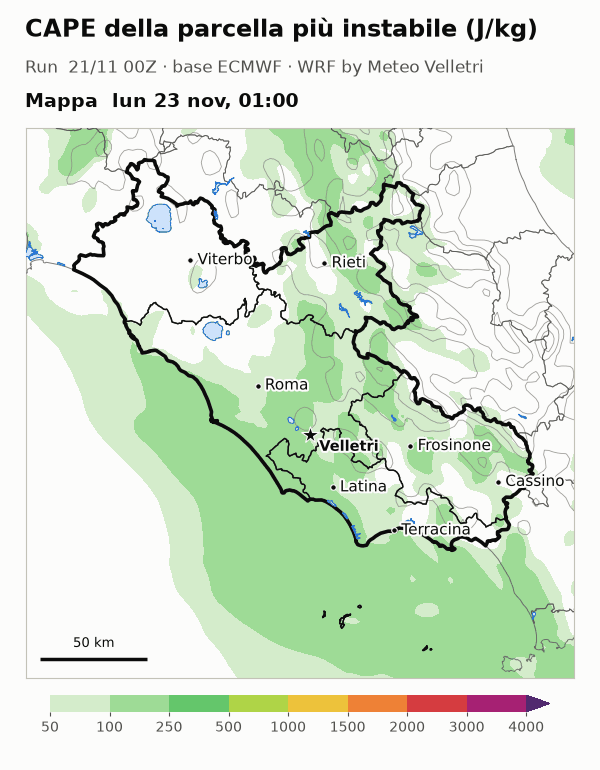 CAPE della parcella più instabile (J/kg)
Run  21/11 00Z · base ECMWF · WRF by Meteo Velletri
Mappa  lun 23 nov, 01:00
Viterbo
Rieti
Roma
Velletri
Frosinone
Latina
Cassino
Terracina
50 km
50 100 250 500 1000 1500 2000 3000 4000